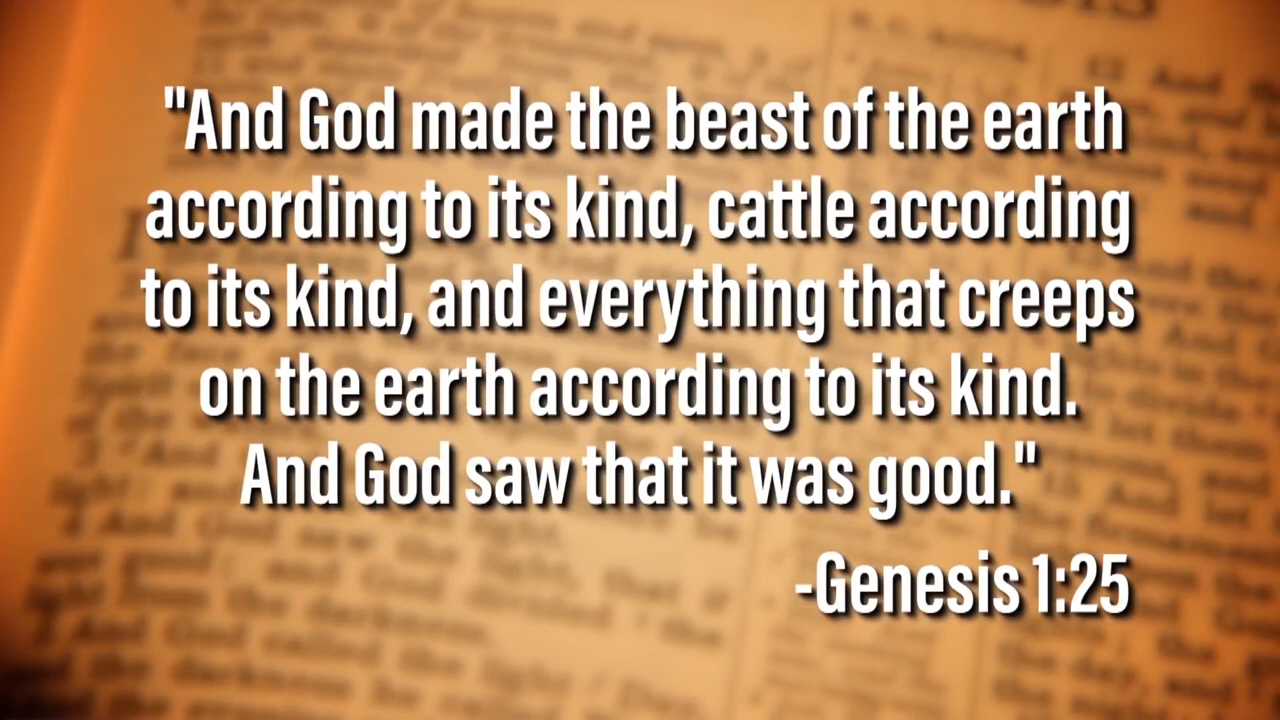 "And God made the beast of the earth
according to its kind, cattle according
to its kind, and everything that creeps
on the earth according to its kind.
And God saw that it was good."
-Genesis 1:25